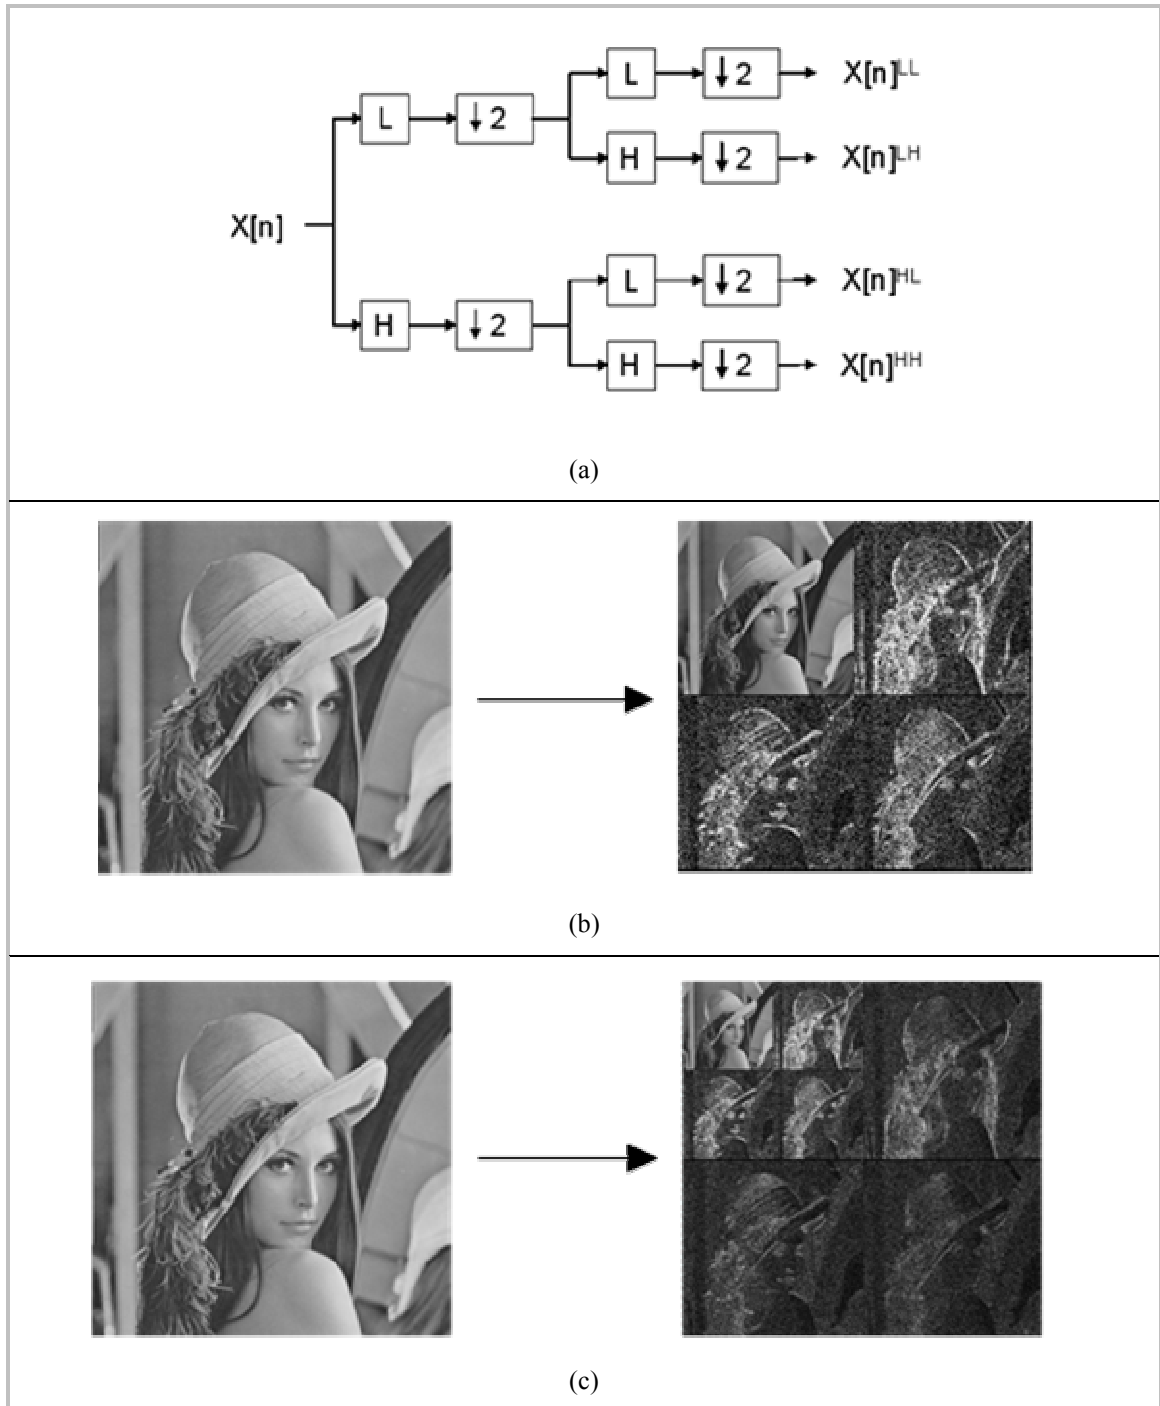 L ↓2 X[n]LL
L ↓2
H ↓2 X[n]LH
X[n]
L ↓2 X[n]HL
H ↓2
H ↓2 X[n]HH
(a)
(b)
(c)